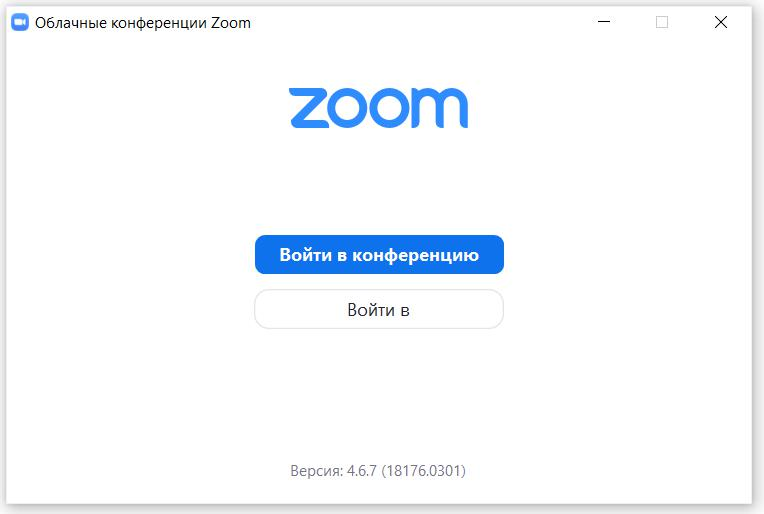 Облачные конференции Zoom
zoom
Войти в конференцию
Войти в
Версия: 4.6.7 (18176.0301)